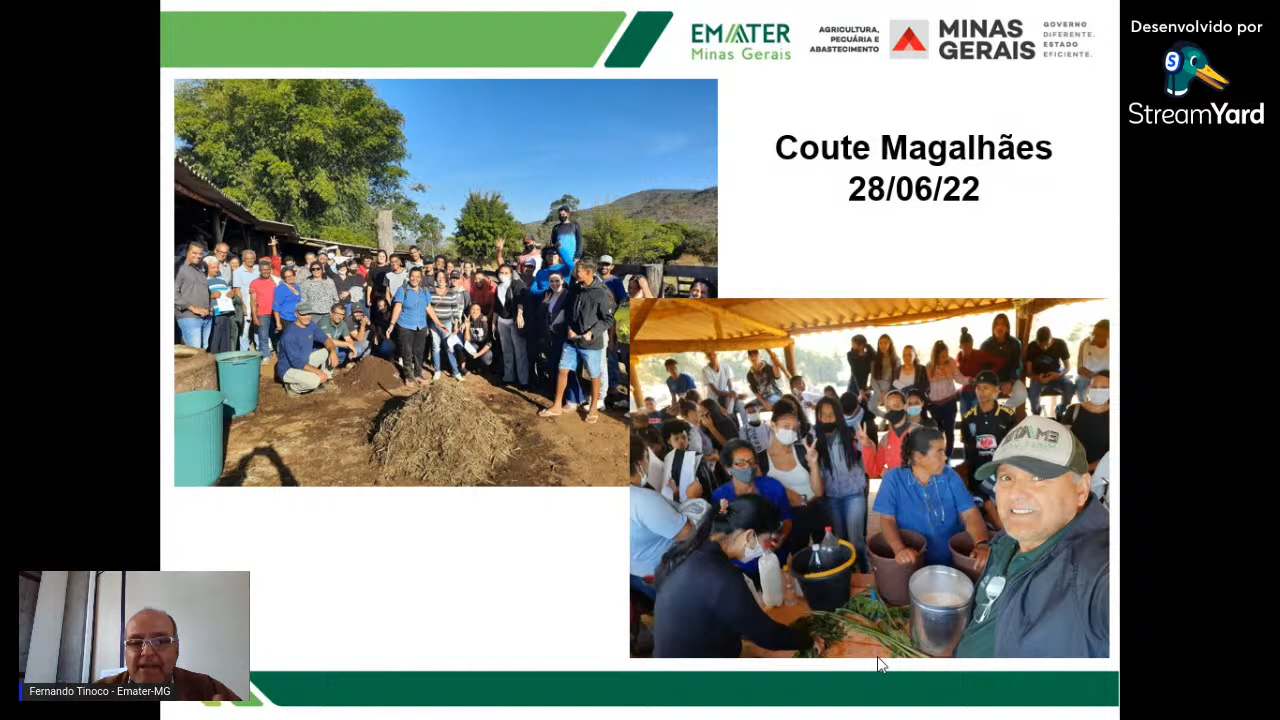 EMATER
Minas Gerais
AGRICULTURA,
PECUÁRIA E
ABASTECIMENTO
MINAS
GERAIS
GOVERNO
DIFERENTE.
ESTADO
EFICIENTE.
Desenvolvido por
StreamYard
Coute Magalhães
28/06/22
Fernando Tinoco - Emater-MG